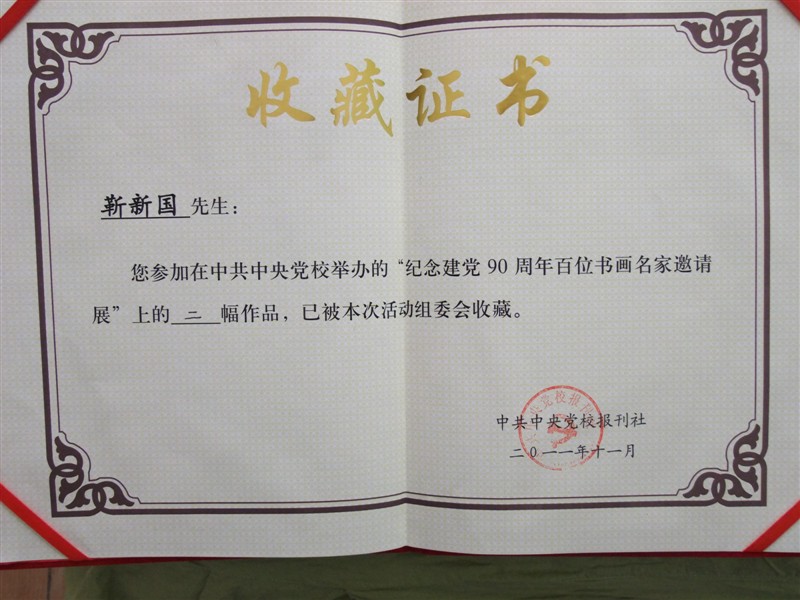 收藏证书
靳新国 先生：
您参加在中共中央党校举办的“纪念建党 90 周年百位书画名家邀请
展”上的 二 幅作品，已被本次活动组委会收藏。
中共中央党校报刊社
二〇一一年十一月